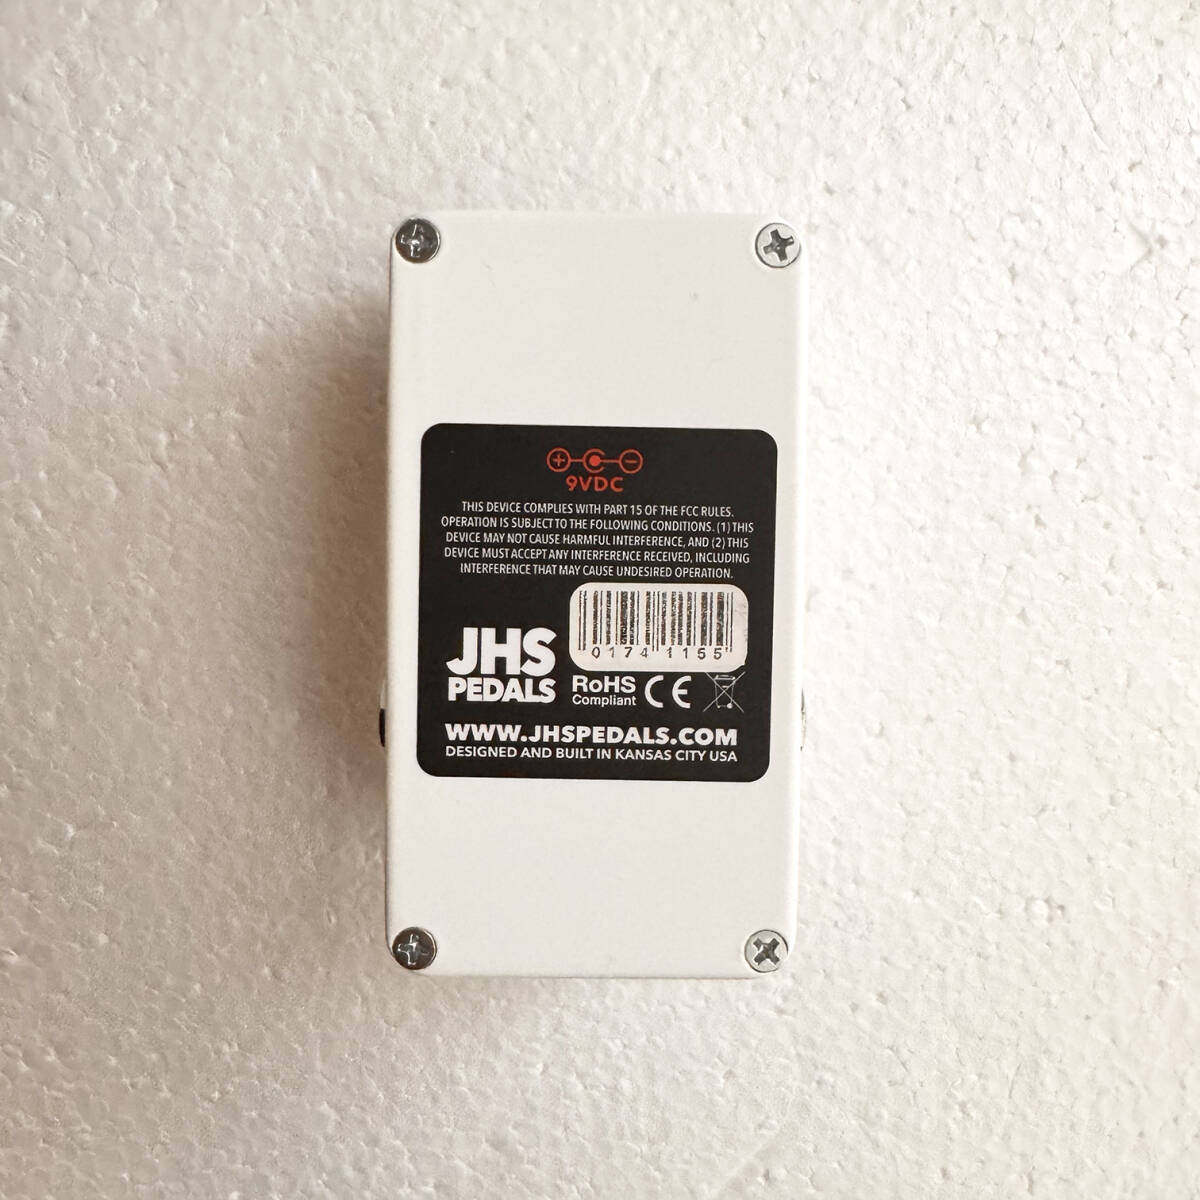 + -
9VDC
THIS DEVICE COMPLIES WITH PART 15 OF THE FCC RULES.
OPERATION IS SUBJECT TO THE FOLLOWING CONDITIONS. (1) THIS
DEVICE MAY NOT CAUSE HARMFUL INTERFERENCE, AND (2) THIS
DEVICE MUST ACCEPT ANY INTERFERENCE RECEIVED, INCLUDING
INTERFERENCE THAT MAY CAUSE UNDESIRED OPERATION.
01741155
JHS
PEDALS
RoHS
Compliant
CE
WWW.JHSPEDALS.COM
DESIGNED AND BUILT IN KANSAS CITY USA